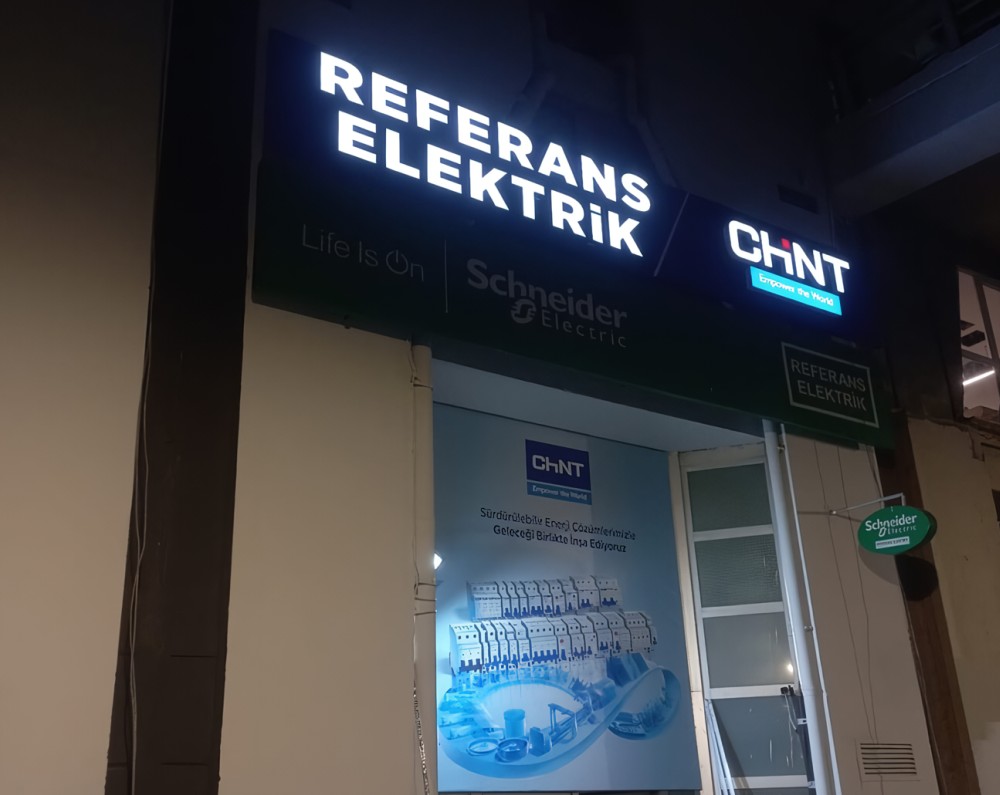 REFERANS
ELEKTRiK
CHiNT
Empower the World
Life Is On
Schneider
Electric
REFERANS
ELEKTRİK
CHNT
Empower the World
Sürdürülebilir Enerji Çözümlerimizle
Geleceği Birlikte İnşa Ediyoruz
Schneider
Electric